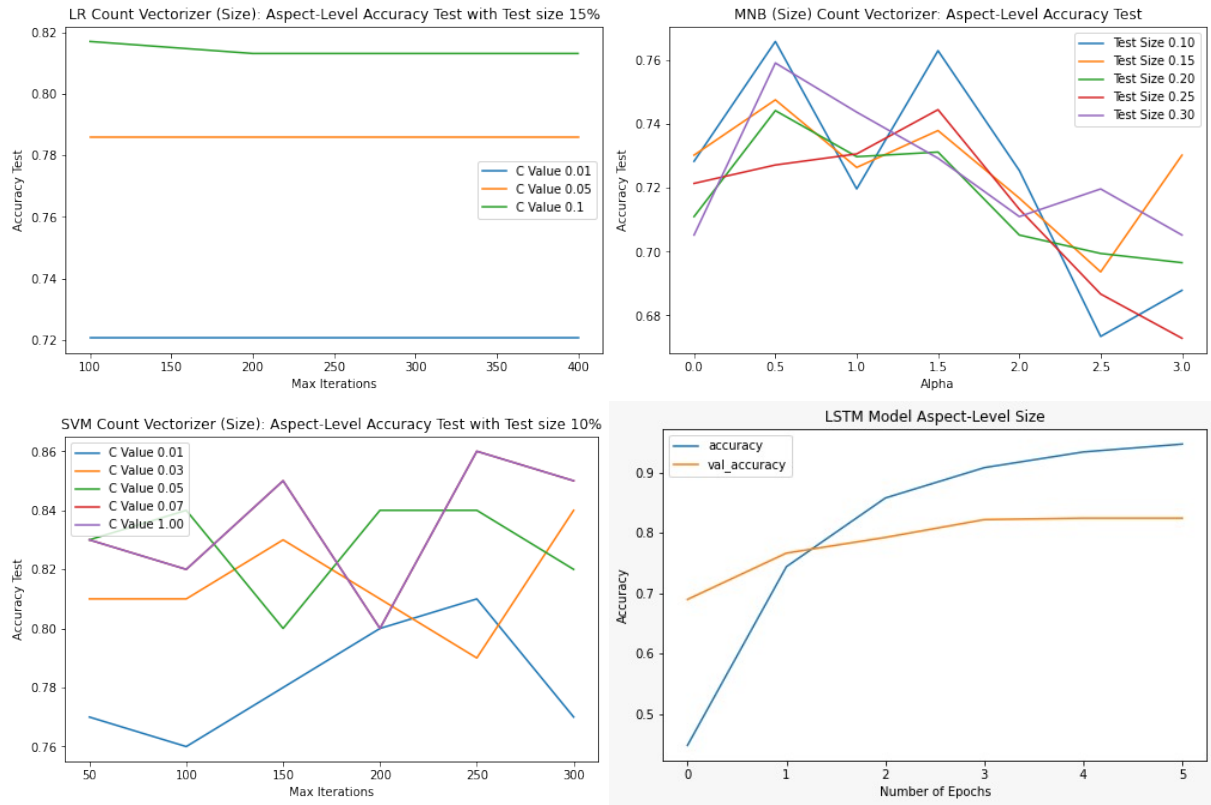 LR Count Vectorizer (Size): Aspect-Level Accuracy Test with Test size 15%
0.82
0.80
0.78
0.76
0.74
0.72
Accuracy Test
C Value 0.01
C Value 0.05
C Value 0.1
100 150 200 250 300 350 400
Max Iterations
MNB (Size) Count Vectorizer: Aspect-Level Accuracy Test
0.76
0.74
0.72
0.70
0.68
Accuracy Test
Test Size 0.10
Test Size 0.15
Test Size 0.20
Test Size 0.25
Test Size 0.30
0.0 0.5 1.0 1.5 2.0 2.5 3.0
Alpha
SVM Count Vectorizer (Size): Aspect-Level Accuracy Test with Test size 10%
0.86
0.84
0.82
0.80
0.78
0.76
Accuracy Test
C Value 0.01
C Value 0.03
C Value 0.05
C Value 0.07
C Value 1.00
50 100 150 200 250 300
Max Iterations
LSTM Model Aspect-Level Size
0.9
0.8
0.7
0.6
0.5
Accuracy
accuracy
val_accuracy
0 1 2 3 4 5
Number of Epochs